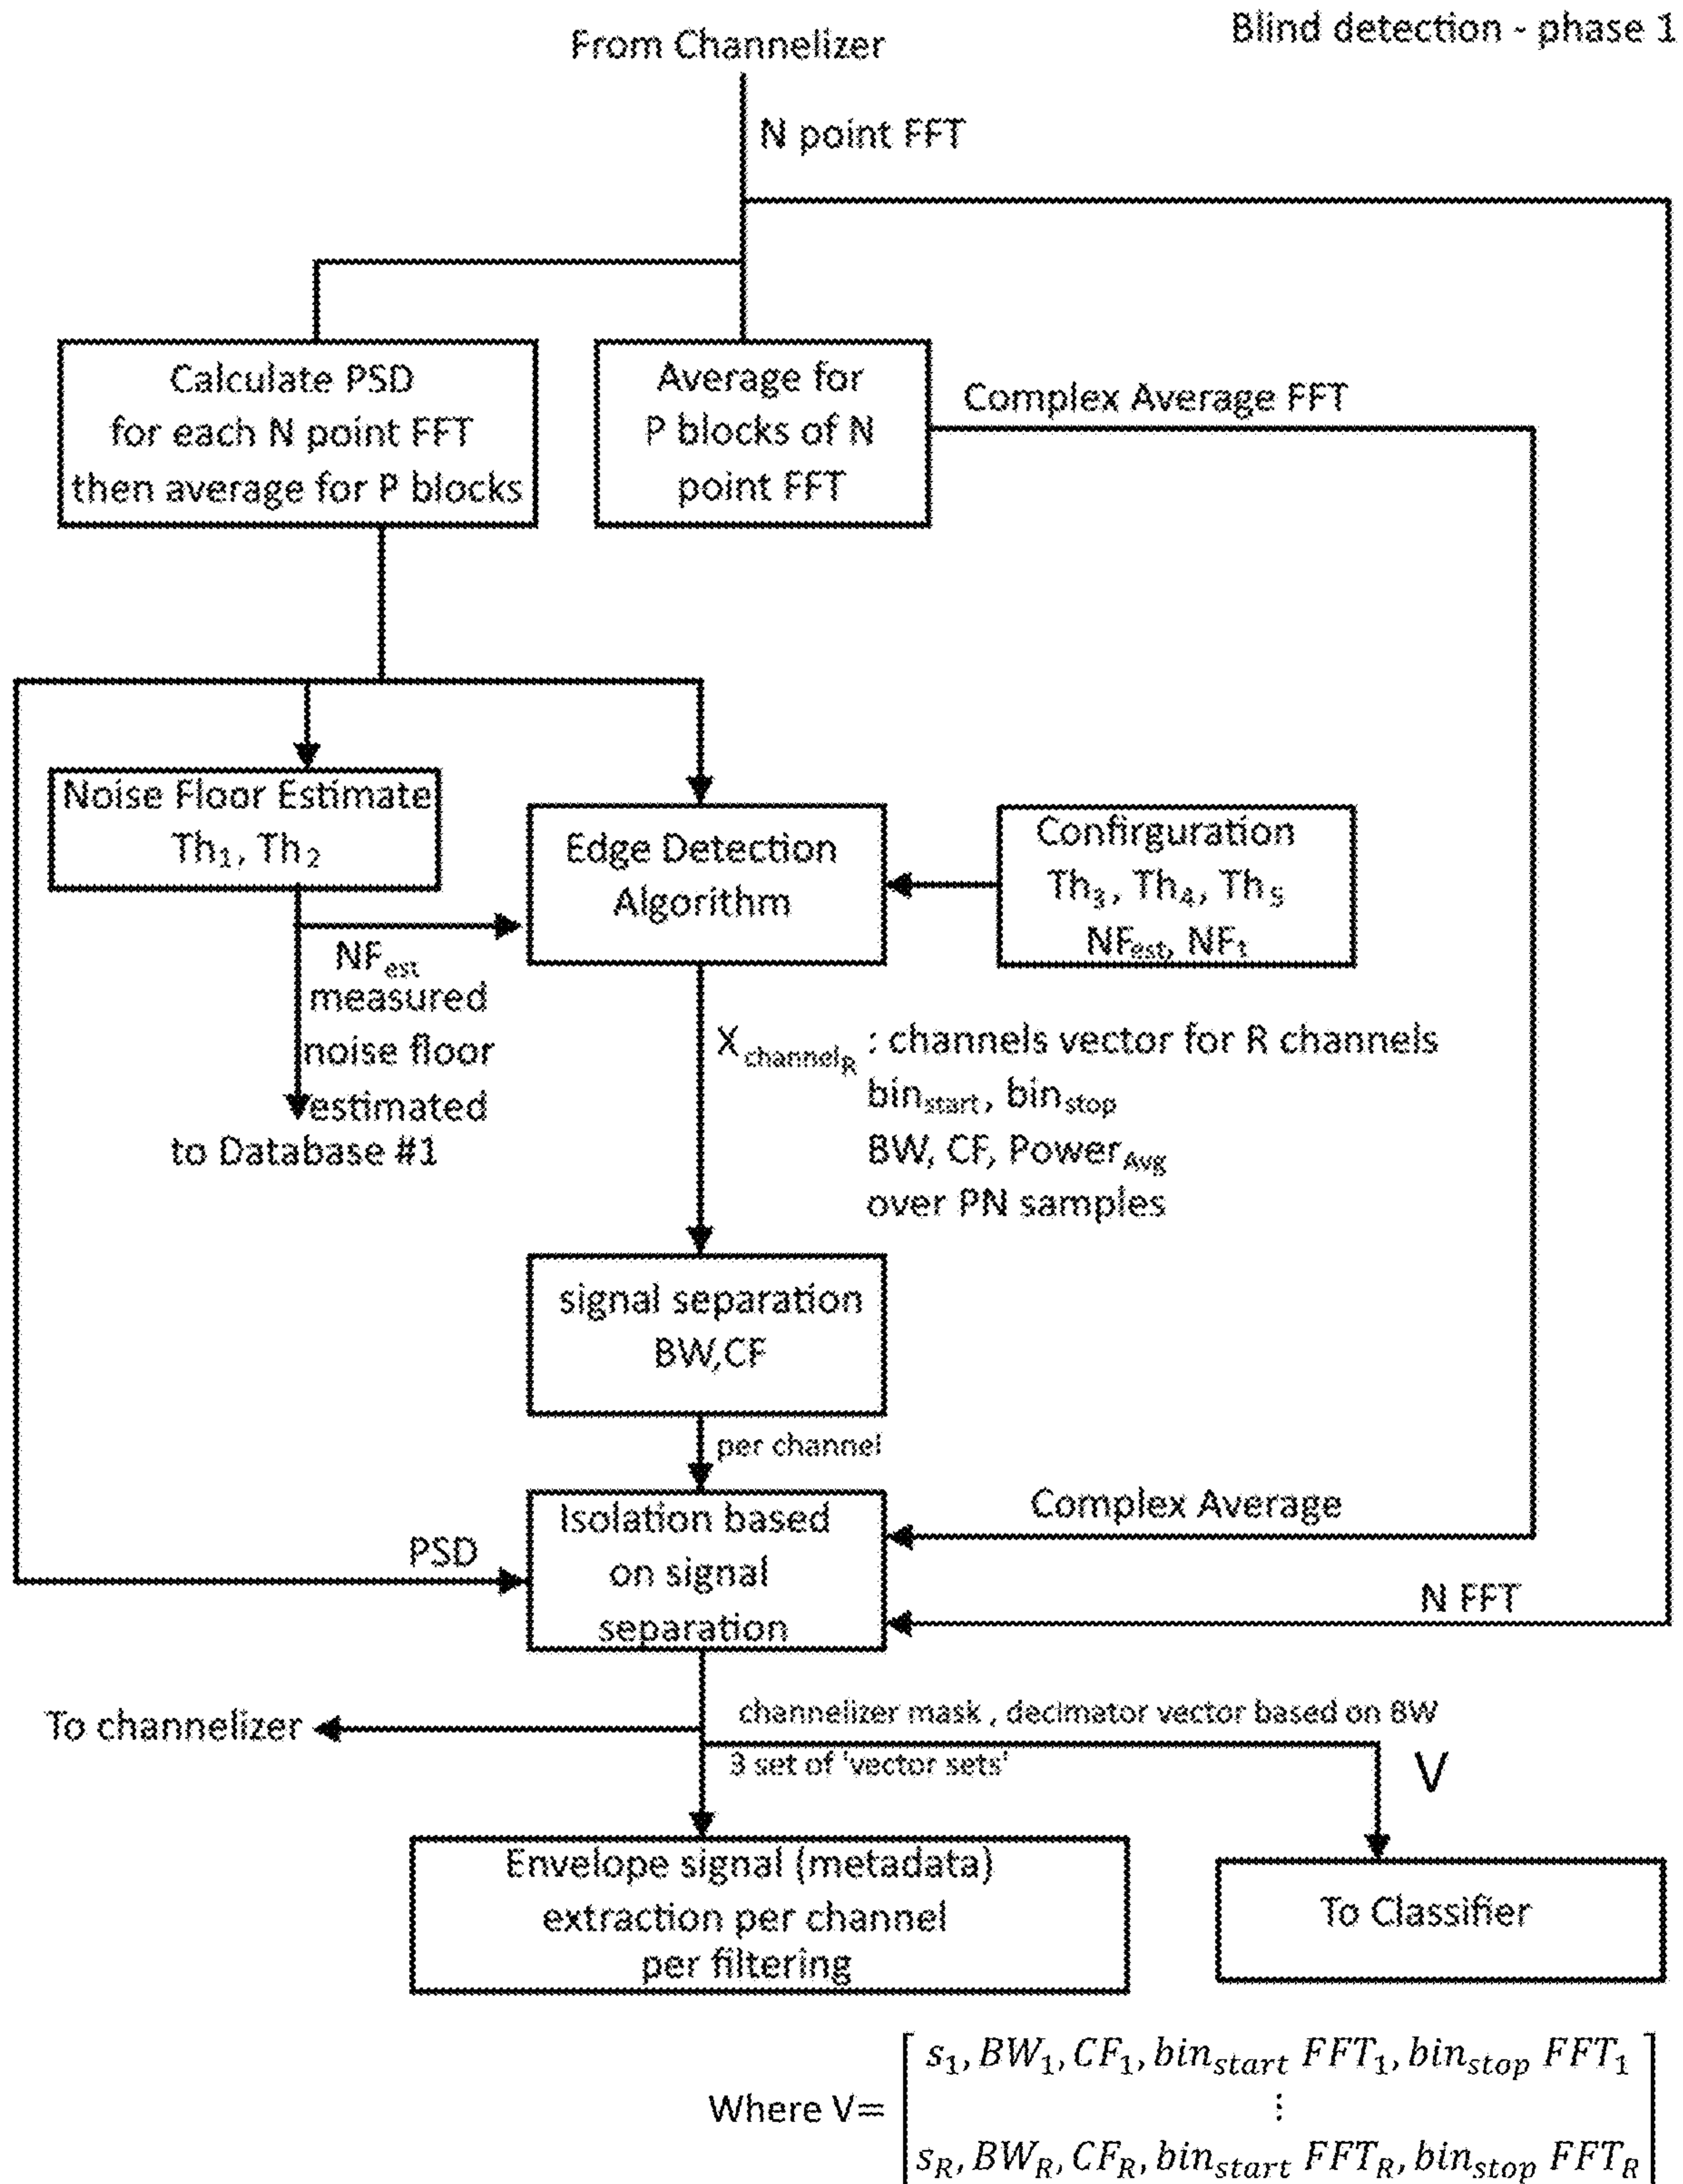 Blind detection - phase 1
From Channelizer
N point FFT
Calculate PSD
for each N point FFT
then average for P blocks
Average for
P blocks of N
point FFT
Complex Average FFT
Noise Floor Estimate
Th₁, Th₂
Edge Detection
Algorithm
Confirguration
Th₃, Th₄, Th₅
NFest, NFt
NFest
measured
noise floor
estimated
to Database #1
XchannelR : channels vector for R channels
binstart, binstop
BW, CF, PowerAvg
over PN samples
signal separation
BW,CF
per channel
Isolation based
on signal
separation
Complex Average
PSD
N FFT
To channelizer
channelizer mask , decimator vector based on BW
3 set of 'vector sets'
V
Envelope signal (metadata)
extraction per channel
per filtering
To Classifier
Where V=
s₁, BW₁, CF₁, binstart FFT₁, binstop FFT₁
⋮
sR, BWR, CFR, binstart FFTR, binstop FFTR